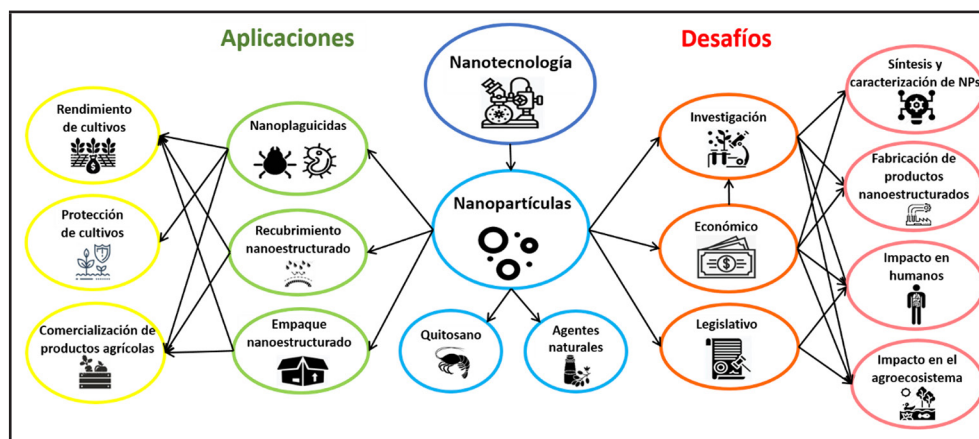 Aplicaciones
Desafíos
Nanotecnología
Nanopartículas
Quitosano
Agentes
naturales
Nanoplaguicidas
Recubrimiento
nanoestructurado
Empaque
nanoestructurado
Rendimiento
de cultivos
Protección
de cultivos
Comercialización de
productos agrícolas
Investigación
Económico
Legislativo
Síntesis y
caracterización de NPs
Fabricación de
productos
nanoestructurados
Impacto en
humanos
Impacto en el
agroecosistema